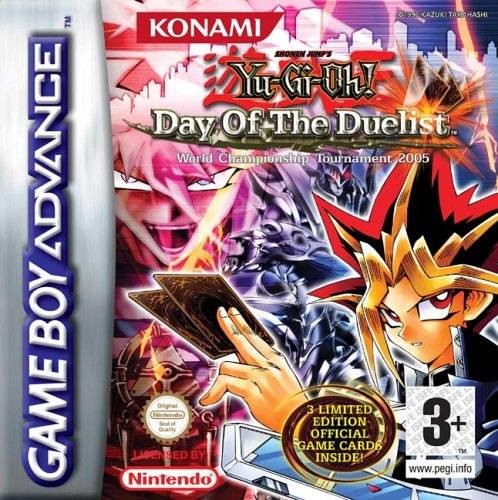 GAME BOY ADVANCE
KONAMI
©1996 KAZUKI TAKAHASHI
SHONEN JUMP'S
Yu-Gi-Oh!
Day Of The Duelist™
World Championship Tournament 2005
Original
Nintendo
Seal of
Quality
LICENSED BY
Nintendo
3 LIMITED
EDITION
OFFICIAL
GAME CARDS
INSIDE!
3+
™
www.pegi.info